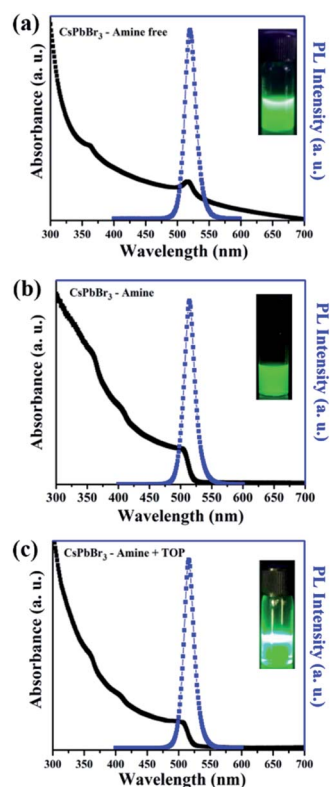 (a)
CsPbBr3 - Amine free
Absorbance (a. u.)
PL Intensity (a. u.)
300 350 400 450 500 550 600 650 700
Wavelength (nm)
(b)
CsPbBr3 - Amine
Absorbance (a. u.)
PL Intensity (a. u.)
300 350 400 450 500 550 600 650 700
Wavelength (nm)
(c)
CsPbBr3 - Amine + TOP
Absorbance (a. u.)
PL Intensity (a. u.)
300 350 400 450 500 550 600 650 700
Wavelength (nm)